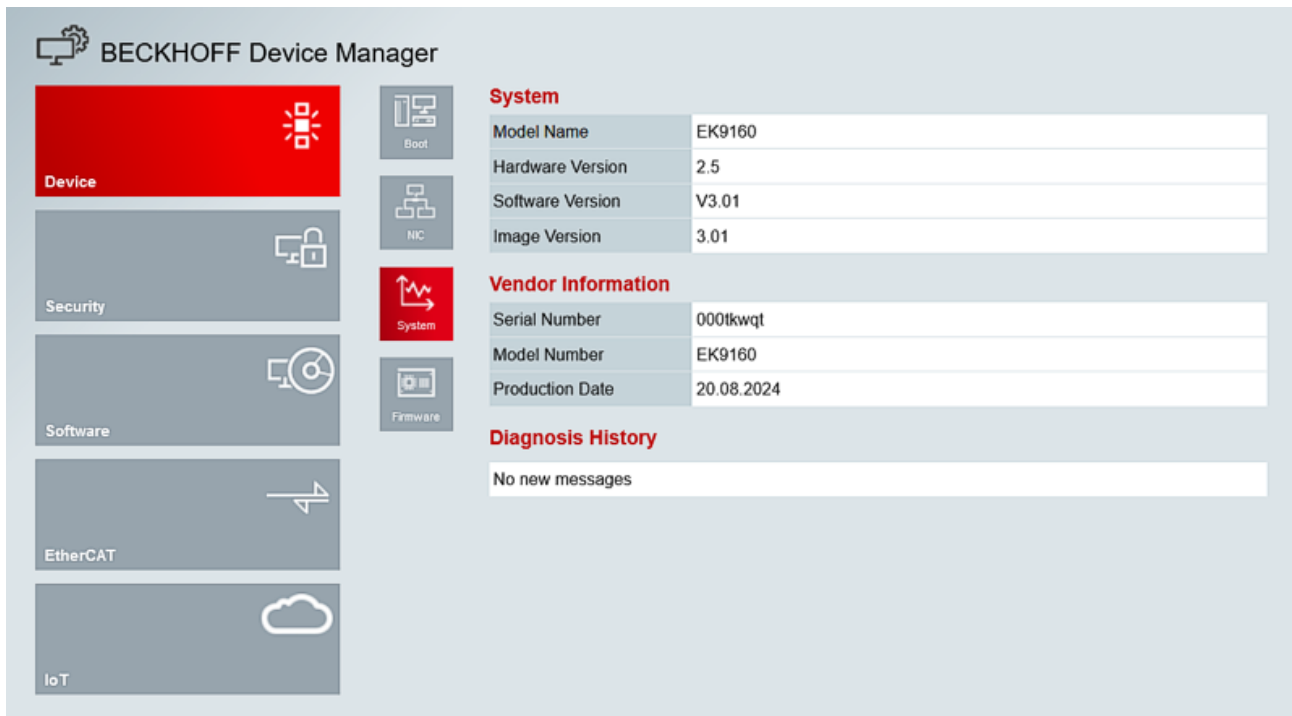 BECKHOFF Device Manager
Device
Security
Software
EtherCAT
IoT
Boot
NIC
System
Firmware
System
Model Name EK9160
Hardware Version 2.5
Software Version V3.01
Image Version 3.01
Vendor Information
Serial Number 000tkwqt
Model Number EK9160
Production Date 20.08.2024
Diagnosis History
No new messages